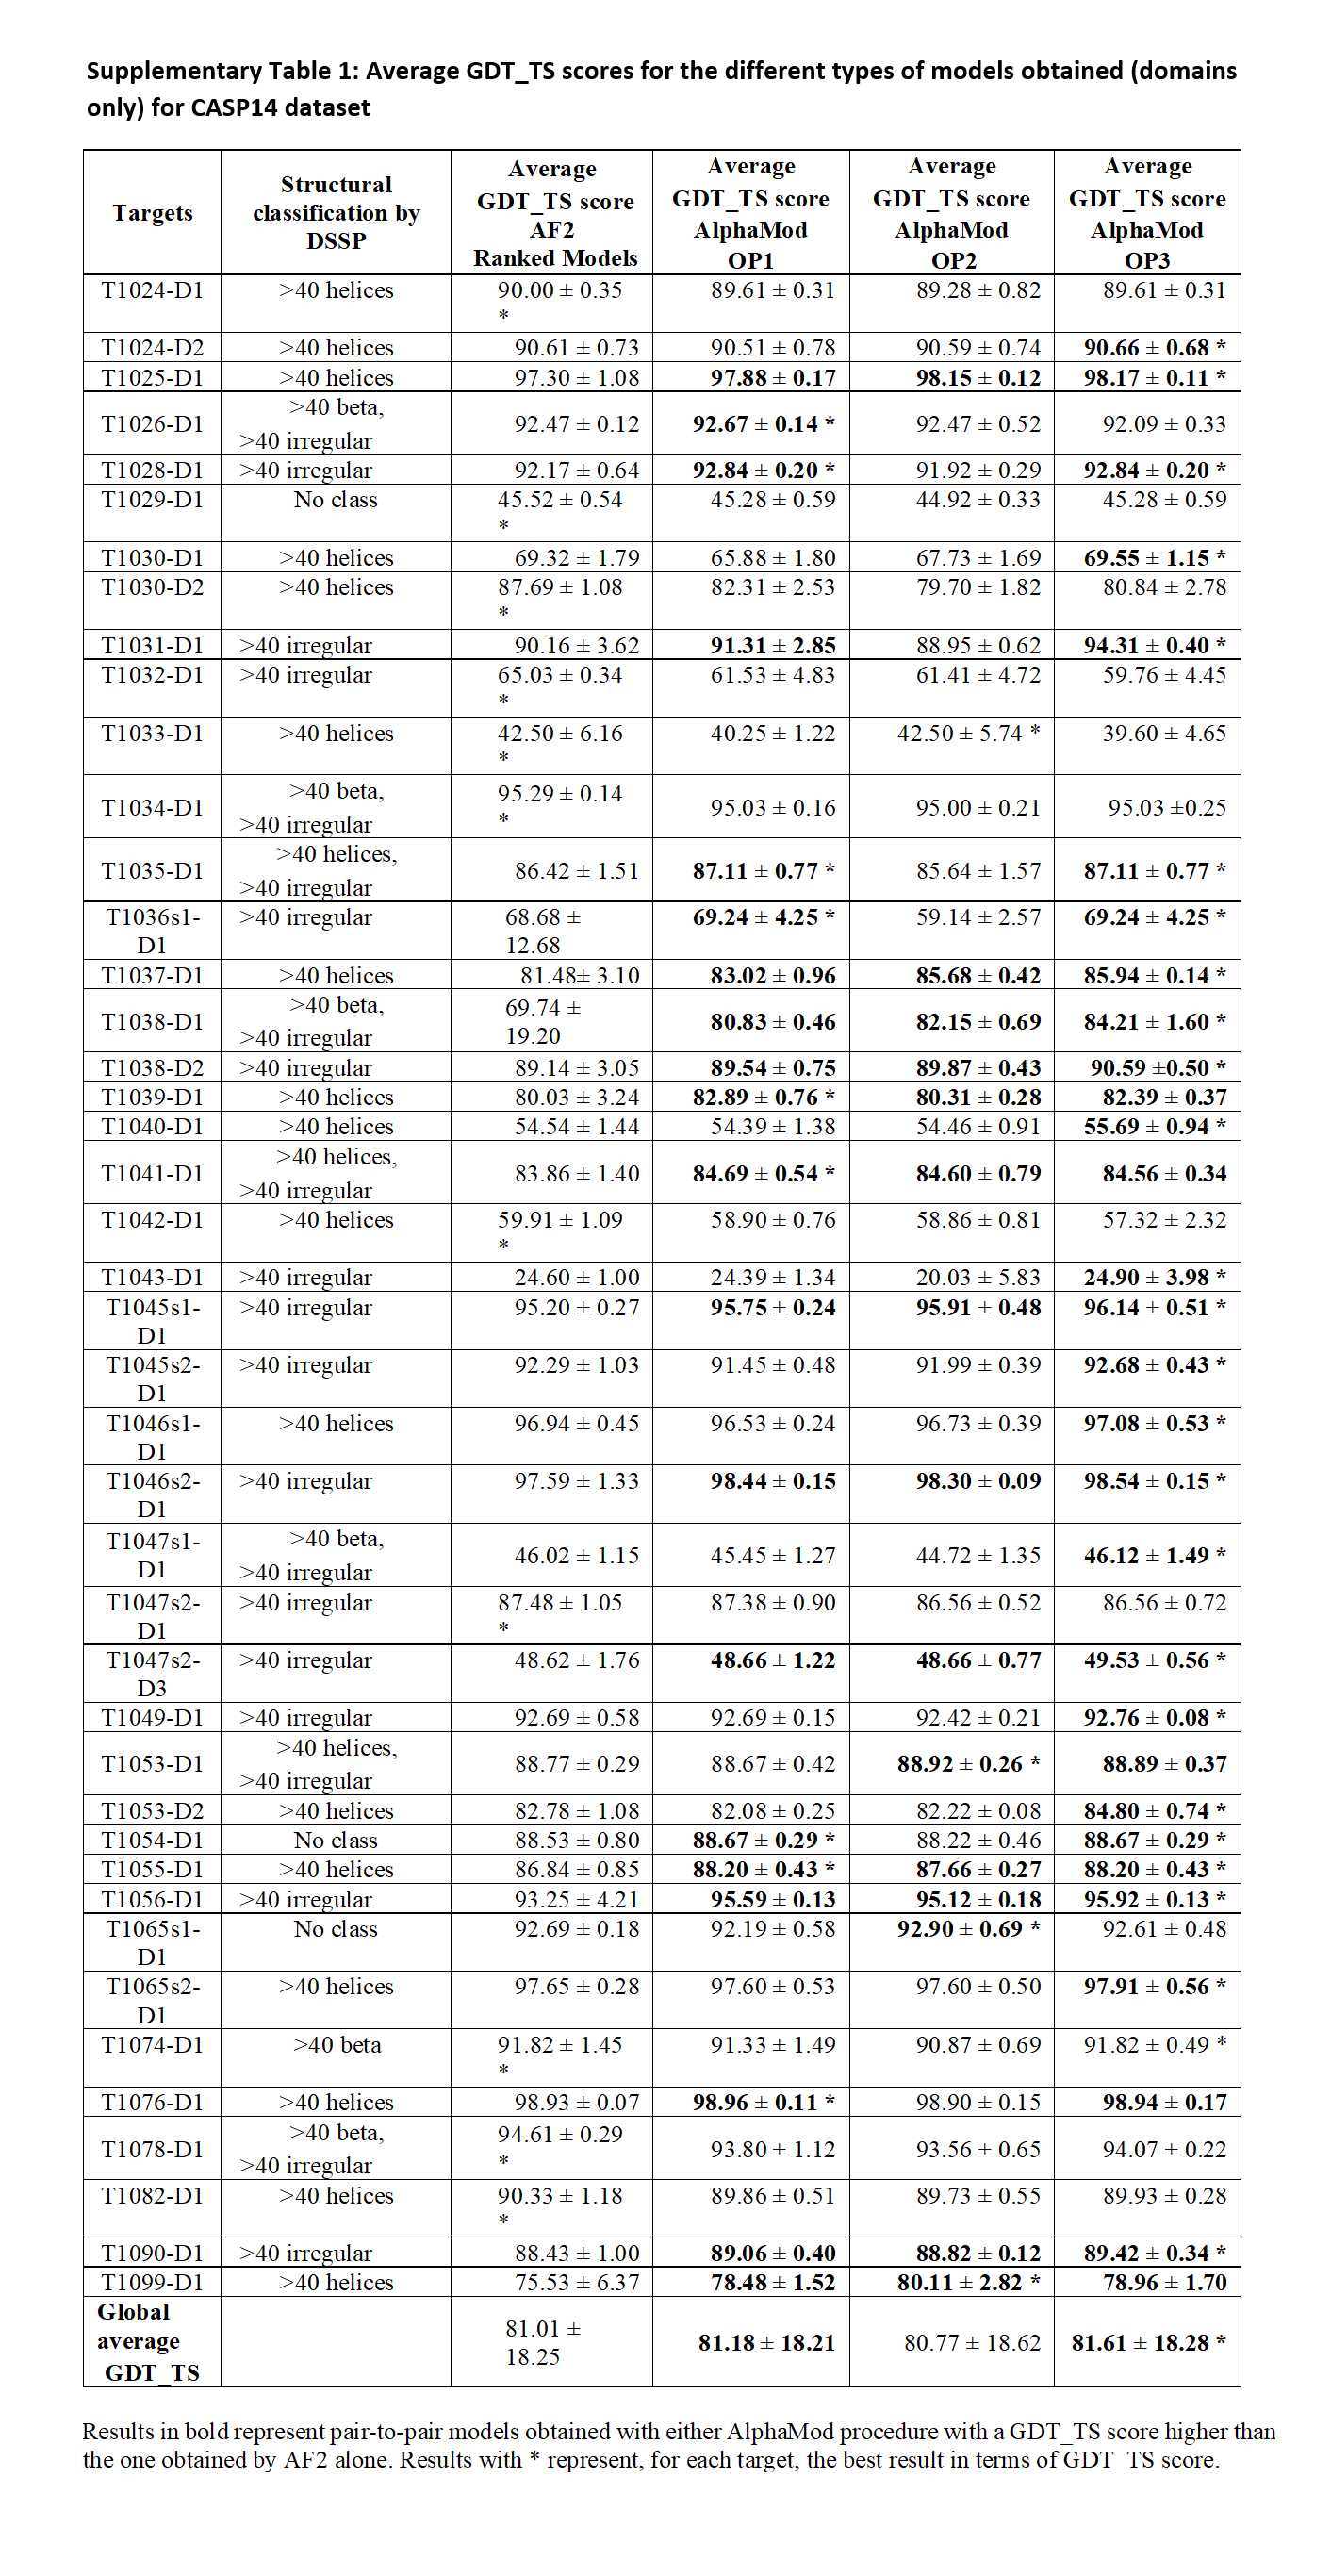 Supplementary Table 1: Average GDT_TS scores for the different types of models obtained (domains
only) for CASP14 dataset
Targets
Structural
classification by
DSSP
Average
GDT_TS score
AF2
Ranked Models
Average
GDT_TS score
AlphaMod
OP1
Average
GDT_TS score
AlphaMod
OP2
Average
GDT_TS score
AlphaMod
OP3
T1024-D1 >40 helices 90.00 ± 0.35 89.61 ± 0.31 89.28 ± 0.82 89.61 ± 0.31
*
T1024-D2 >40 helices 90.61 ± 0.73 90.51 ± 0.78 90.59 ± 0.74 90.66 ± 0.68 *
T1025-D1 >40 helices 97.30 ± 1.08 97.88 ± 0.17 98.15 ± 0.12 98.17 ± 0.11 *
>40 beta,
T1026-D1 92.47 ± 0.12 92.67 ± 0.14 * 92.47 ± 0.52 92.09 ± 0.33
>40 irregular
T1028-D1 >40 irregular 92.17 ± 0.64 92.84 ± 0.20 * 91.92 ± 0.29 92.84 ± 0.20 *
T1029-D1 No class 45.52 ± 0.54 45.28 ± 0.59 44.92 ± 0.33 45.28 ± 0.59
*
T1030-D1 >40 helices 69.32 ± 1.79 65.88 ± 1.80 67.73 ± 1.69 69.55 ± 1.15 *
T1030-D2 >40 helices 87.69 ± 1.08 82.31 ± 2.53 79.70 ± 1.82 80.84 ± 2.78
*
T1031-D1 >40 irregular 90.16 ± 3.62 91.31 ± 2.85 88.95 ± 0.62 94.31 ± 0.40 *
T1032-D1 >40 irregular 65.03 ± 0.34 61.53 ± 4.83 61.41 ± 4.72 59.76 ± 4.45
*
T1033-D1 >40 helices 42.50 ± 6.16 40.25 ± 1.22 42.50 ± 5.74 * 39.60 ± 4.65
*
>40 beta, 95.29 ± 0.14
T1034-D1 95.03 ± 0.16 95.00 ± 0.21 95.03 ±0.25
>40 irregular *
>40 helices,
T1035-D1 86.42 ± 1.51 87.11 ± 0.77 * 85.64 ± 1.57 87.11 ± 0.77 *
>40 irregular
T1036s1- >40 irregular 68.68 ± 69.24 ± 4.25 * 59.14 ± 2.57 69.24 ± 4.25 *
D1 12.68
T1037-D1 >40 helices 81.48± 3.10 83.02 ± 0.96 85.68 ± 0.42 85.94 ± 0.14 *
>40 beta, 69.74 ±
T1038-D1 80.83 ± 0.46 82.15 ± 0.69 84.21 ± 1.60 *
>40 irregular 19.20
T1038-D2 >40 irregular 89.14 ± 3.05 89.54 ± 0.75 89.87 ± 0.43 90.59 ±0.50 *
T1039-D1 >40 helices 80.03 ± 3.24 82.89 ± 0.76 * 80.31 ± 0.28 82.39 ± 0.37
T1040-D1 >40 helices 54.54 ± 1.44 54.39 ± 1.38 54.46 ± 0.91 55.69 ± 0.94 *
>40 helices,
T1041-D1 83.86 ± 1.40 84.69 ± 0.54 * 84.60 ± 0.79 84.56 ± 0.34
>40 irregular
T1042-D1 >40 helices 59.91 ± 1.09 58.90 ± 0.76 58.86 ± 0.81 57.32 ± 2.32
*
T1043-D1 >40 irregular 24.60 ± 1.00 24.39 ± 1.34 20.03 ± 5.83 24.90 ± 3.98 *
T1045s1- >40 irregular 95.20 ± 0.27 95.75 ± 0.24 95.91 ± 0.48 96.14 ± 0.51 *
D1
T1045s2- >40 irregular 92.29 ± 1.03 91.45 ± 0.48 91.99 ± 0.39 92.68 ± 0.43 *
D1
T1046s1- >40 helices 96.94 ± 0.45 96.53 ± 0.24 96.73 ± 0.39 97.08 ± 0.53 *
D1
T1046s2- >40 irregular 97.59 ± 1.33 98.44 ± 0.15 98.30 ± 0.09 98.54 ± 0.15 *
D1
T1047s1- >40 beta,
D1 46.02 ± 1.15 45.45 ± 1.27 44.72 ± 1.35 46.12 ± 1.49 *
>40 irregular
T1047s2- >40 irregular 87.48 ± 1.05 87.38 ± 0.90 86.56 ± 0.52 86.56 ± 0.72
D1 *
T1047s2- >40 irregular 48.62 ± 1.76 48.66 ± 1.22 48.66 ± 0.77 49.53 ± 0.56 *
D3
T1049-D1 >40 irregular 92.69 ± 0.58 92.69 ± 0.15 92.42 ± 0.21 92.76 ± 0.08 *
>40 helices,
T1053-D1 88.77 ± 0.29 88.67 ± 0.42 88.92 ± 0.26 * 88.89 ± 0.37
>40 irregular
T1053-D2 >40 helices 82.78 ± 1.08 82.08 ± 0.25 82.22 ± 0.08 84.80 ± 0.74 *
T1054-D1 No class 88.53 ± 0.80 88.67 ± 0.29 * 88.22 ± 0.46 88.67 ± 0.29 *
T1055-D1 >40 helices 86.84 ± 0.85 88.20 ± 0.43 * 87.66 ± 0.27 88.20 ± 0.43 *
T1056-D1 >40 irregular 93.25 ± 4.21 95.59 ± 0.13 95.12 ± 0.18 95.92 ± 0.13 *
T1065s1- No class 92.69 ± 0.18 92.19 ± 0.58 92.90 ± 0.69 * 92.61 ± 0.48
D1
T1065s2- >40 helices 97.65 ± 0.28 97.60 ± 0.53 97.60 ± 0.50 97.91 ± 0.56 *
D1
T1074-D1 >40 beta 91.82 ± 1.45 91.33 ± 1.49 90.87 ± 0.69 91.82 ± 0.49 *
*
T1076-D1 >40 helices 98.93 ± 0.07 98.96 ± 0.11 * 98.90 ± 0.15 98.94 ± 0.17
>40 beta, 94.61 ± 0.29
T1078-D1 93.80 ± 1.12 93.56 ± 0.65 94.07 ± 0.22
>40 irregular *
T1082-D1 >40 helices 90.33 ± 1.18 89.86 ± 0.51 89.73 ± 0.55 89.93 ± 0.28
*
T1090-D1 >40 irregular 88.43 ± 1.00 89.06 ± 0.40 88.82 ± 0.12 89.42 ± 0.34 *
T1099-D1 >40 helices 75.53 ± 6.37 78.48 ± 1.52 80.11 ± 2.82 * 78.96 ± 1.70
Global
average 81.01 ± 81.18 ± 18.21 80.77 ± 18.62 81.61 ± 18.28 *
GDT_TS 18.25
Results in bold represent pair-to-pair models obtained with either AlphaMod procedure with a GDT_TS score higher than
the one obtained by AF2 alone. Results with * represent, for each target, the best result in terms of GDT TS score.